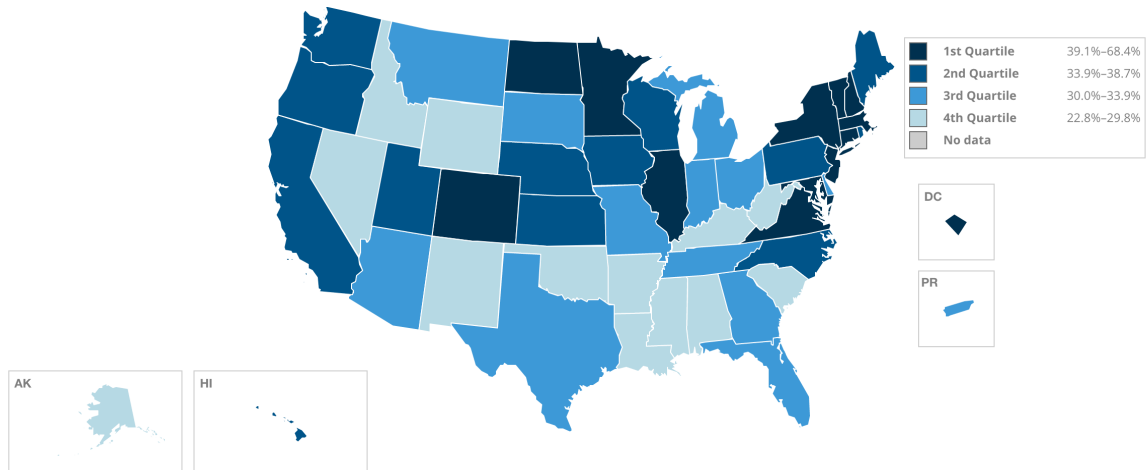 1st Quartile 39.1%–68.4%
2nd Quartile 33.9%–38.7%
3rd Quartile 30.0%–33.9%
4th Quartile 22.8%–29.8%
No data
DC
PR
AK
HI